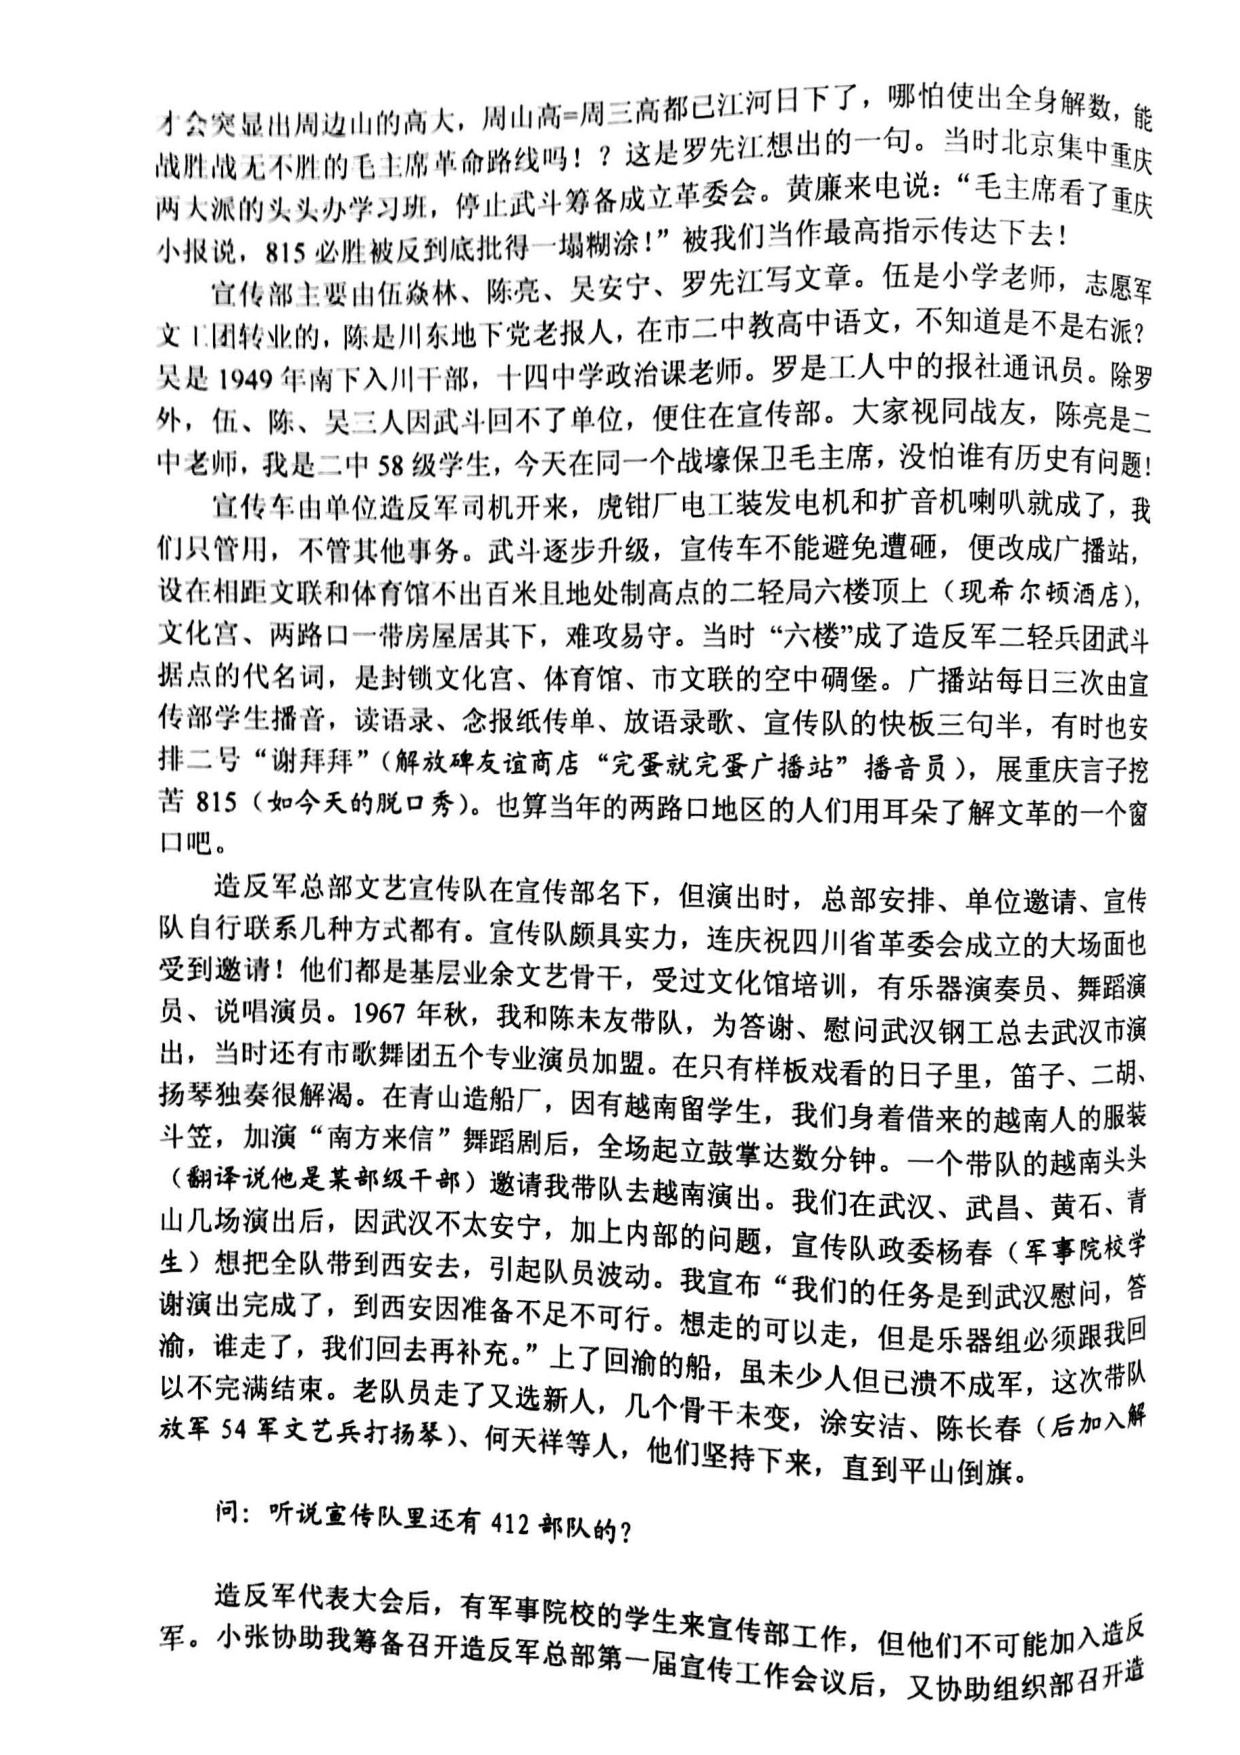 才会突显出周边山的高大，周山高=周三高都已江河日下了，哪怕使出全身解数，能
战胜战无不胜的毛主席革命路线吗！？这是罗先江想出的一句。当时北京集中重庆
两大派的头头办学习班，停止武斗筹备成立革委会。黄廉来电说：“毛主席看了重庆
小报说，815 必胜被反到底批得一塌糊涂！”被我们当作最高指示传达下去！
宣传部主要由伍焱林、陈亮、吴安宁、罗先江写文章。伍是小学老师，志愿军
文工团转业的，陈是川东地下党老报人，在市二中教高中语文，不知道是不是右派？
吴是 1949 年南下入川干部，十四中学政治课老师。罗是工人中的报社通讯员。除罗
外，伍、陈、吴三人因武斗回不了单位，便住在宣传部。大家视同战友，陈亮是二
中老师，我是二中 58 级学生，今天在同一个战壕保卫毛主席，没怕谁有历史有问题！
宣传车由单位造反军司机开来，虎钳厂电工装发电机和扩音机喇叭就成了，我
们只管用，不管其他事务。武斗逐步升级，宣传车不能避免遭砸，便改成广播站，
设在相距文联和体育馆不出百米且地处制高点的二轻局六楼顶上（现希尔顿酒店），
文化宫、两路口一带房屋居其下，难攻易守。当时 “六楼”成了造反军二轻兵团武斗
据点的代名词，是封锁文化宫、体育馆、市文联的空中碉堡。广播站每日三次由宣
传部学生播音，读语录、念报纸传单、放语录歌、宣传队的快板三句半，有时也安
排二号“谢拜拜”（解放碑友谊商店“完蛋就完蛋广播站”播音员），展重庆言子挖
苦 815（如今天的脱口秀）。也算当年的两路口地区的人们用耳朵了解文革的一个窗
口吧。
造反军总部文艺宣传队在宣传部名下，但演出时，总部安排、单位邀请、宣传
队自行联系几种方式都有。宣传队颇具实力，连庆祝四川省革委会成立的大场面也
受到邀请！他们都是基层业余文艺骨干，受过文化馆培训，有乐器演奏员、舞蹈演
员、说唱演员。1967 年秋，我和陈未友带队，为答谢、慰问武汉钢工总去武汉市演
出，当时还有市歌舞团五个专业演员加盟。在只有样板戏看的日子里，笛子、二胡、
扬琴独奏很解渴。在青山造船厂，因有越南留学生，我们身着借来的越南人的服装
斗笠，加演“南方来信”舞蹈剧后，全场起立鼓掌达数分钟。一个带队的越南头头
（翻译说他是某部级干部）邀请我带队去越南演出。我们在武汉、武昌、黄石、青
山几场演出后，因武汉不太安宁，加上内部的问题，宣传队政委杨春（军事院校学
生）想把全队带到西安去，引起队员波动。我宣布“我们的任务是到武汉慰问，答
谢演出完成了，到西安因准备不足不可行。想走的可以走，但是乐器组必须跟我回
渝，谁走了，我们回去再补充。”上了回渝的船，虽未少人但已溃不成军，这次带队
以不完满结束。老队员走了又选新人，几个骨干未变，涂安洁、陈长春（后加入解
放军 54 军文艺兵打扬琴）、何天祥等人，他们坚持下来，直到平山倒旗。
问：听说宣传队里还有 412 部队的？
造反军代表大会后，有军事院校的学生来宣传部工作，但他们不可能加入造反
军。小张协助我筹备召开造反军总部第一届宣传工作会议后，又协助组织部召开造